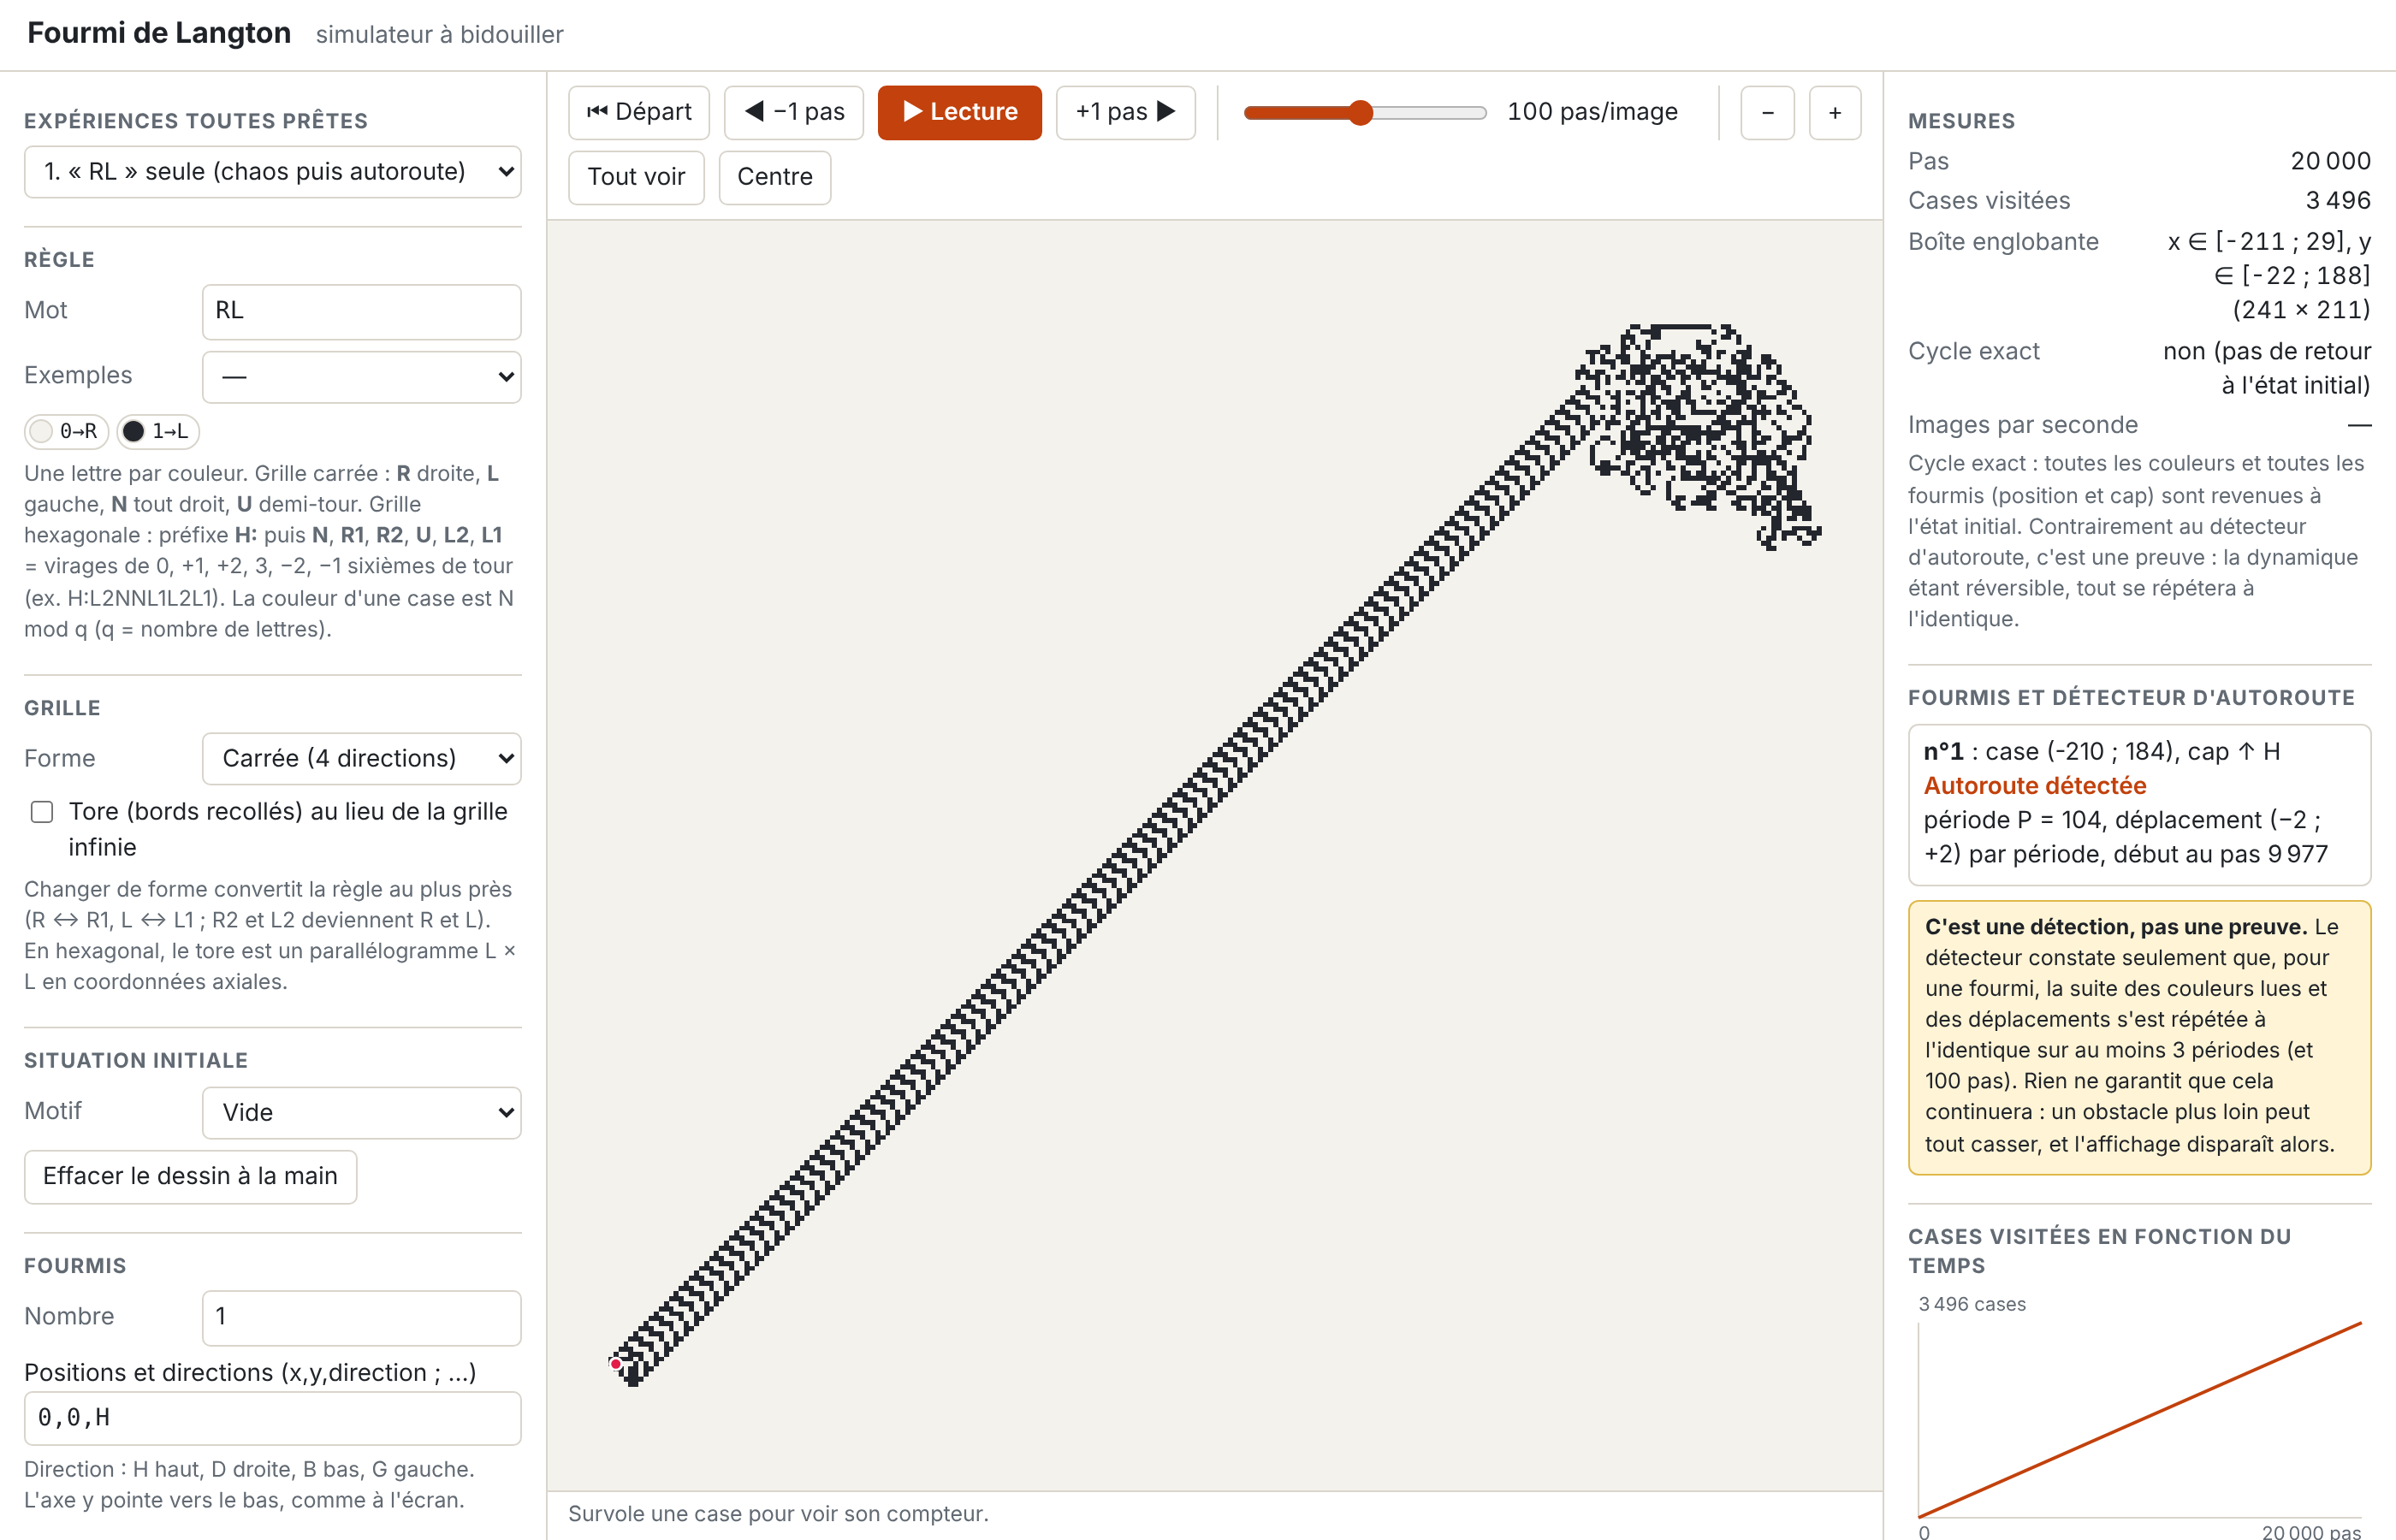 Fourmi de Langton simulateur à bidouiller
EXPÉRIENCES TOUTES PRÊTES
1. « RL » seule (chaos puis autoroute)
RÈGLE
Mot RL
Exemples —
0→R 1→L
Une lettre par couleur. Grille carrée : R droite, L
gauche, N tout droit, U demi-tour. Grille
hexagonale : préfixe H: puis N, R1, R2, U, L2, L1
= virages de 0, +1, +2, 3, −2, −1 sixièmes de tour
(ex. H:L2NNL1L2L1). La couleur d'une case est N
mod q (q = nombre de lettres).
GRILLE
Forme Carrée (4 directions)
Tore (bords recollés) au lieu de la grille
infinie
Changer de forme convertit la règle au plus près
(R ↔ R1, L ↔ L1 ; R2 et L2 deviennent R et L).
En hexagonal, le tore est un parallélogramme L ×
L en coordonnées axiales.
SITUATION INITIALE
Motif Vide
Effacer le dessin à la main
FOURMIS
Nombre 1
Positions et directions (x,y,direction ; ...)
0,0,H
Direction : H haut, D droite, B bas, G gauche.
L'axe y pointe vers le bas, comme à l'écran.
⏮ Départ ◀ −1 pas ▶ Lecture +1 pas ▶ 100 pas/image − +
Tout voir Centre
Survole une case pour voir son compteur.
MESURES
Pas 20 000
Cases visitées 3 496
Boîte englobante x ∈ [-211 ; 29], y
∈ [-22 ; 188]
(241 × 211)
Cycle exact non (pas de retour
à l'état initial)
Images par seconde —
Cycle exact : toutes les couleurs et toutes les
fourmis (position et cap) sont revenues à
l'état initial. Contrairement au détecteur
d'autoroute, c'est une preuve : la dynamique
étant réversible, tout se répétera à
l'identique.
FOURMIS ET DÉTECTEUR D'AUTOROUTE
n°1 : case (-210 ; 184), cap ↑ H
Autoroute détectée
période P = 104, déplacement (−2 ;
+2) par période, début au pas 9 977
C'est une détection, pas une preuve. Le
détecteur constate seulement que, pour
une fourmi, la suite des couleurs lues et
des déplacements s'est répétée à
l'identique sur au moins 3 périodes (et
100 pas). Rien ne garantit que cela
continuera : un obstacle plus loin peut
tout casser, et l'affichage disparaît alors.
CASES VISITÉES EN FONCTION DU
TEMPS
3 496 cases
0 20 000 pas